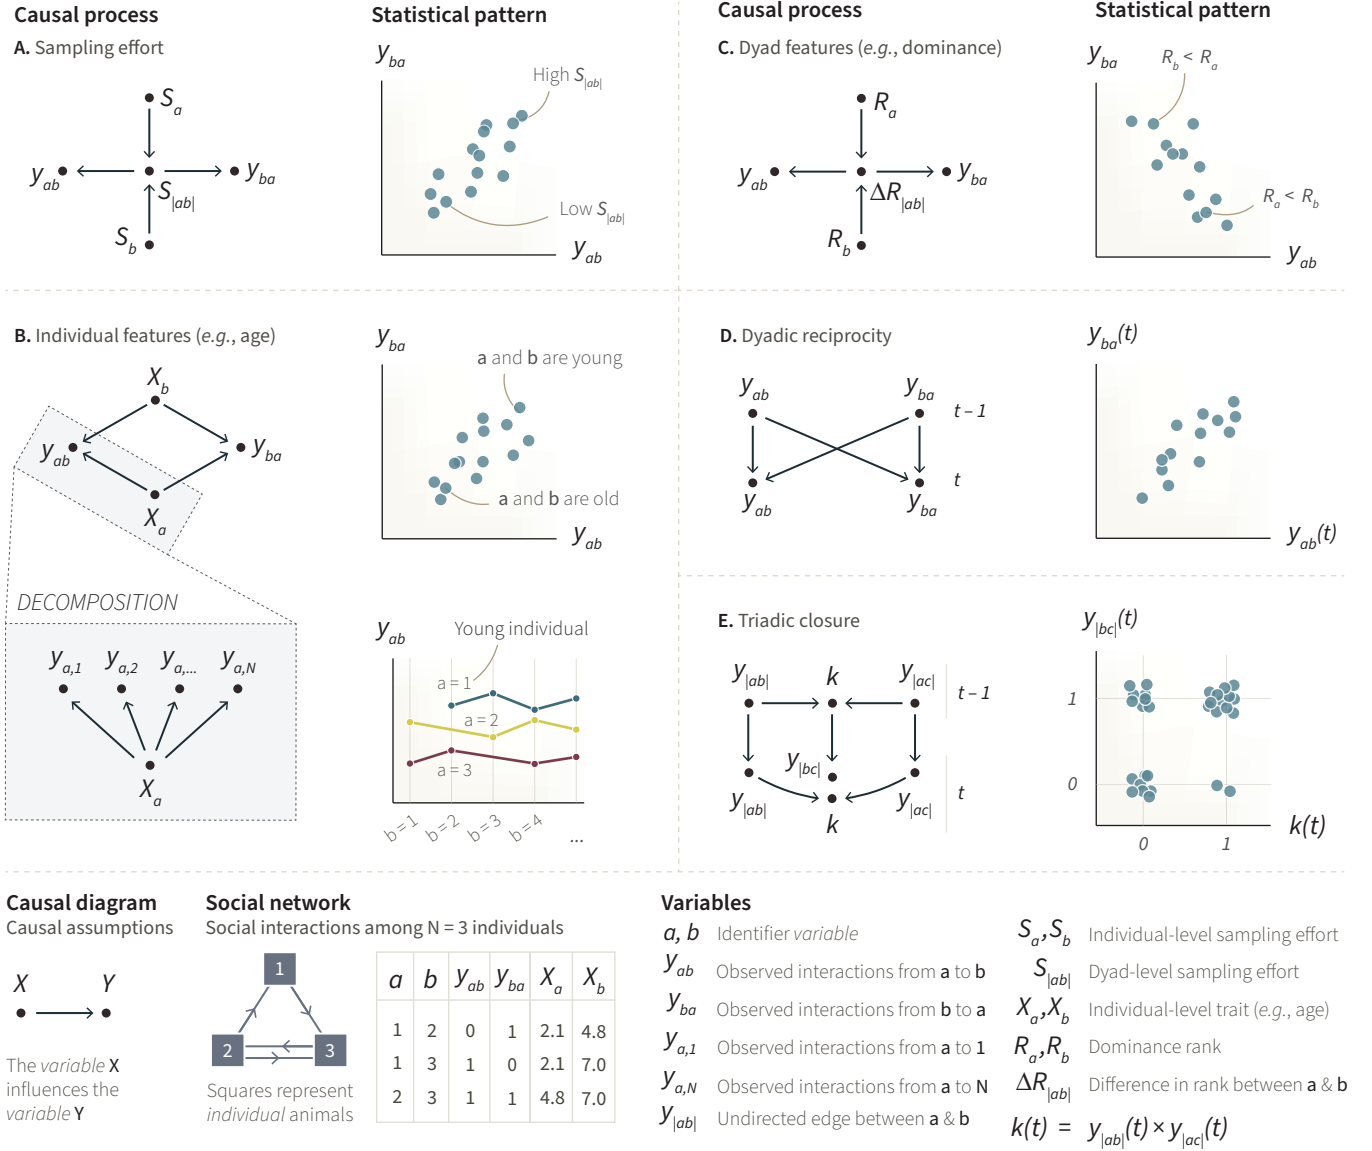 Causal process
Statistical pattern
A. Sampling effort
S_a
y_ab
y_ba
S_|ab|
S_b
y_ba
High S_|ab|
Low S_|ab|
y_ab
Causal process
Statistical pattern
C. Dyad features (e.g., dominance)
R_a
y_ab
y_ba
ΔR_|ab|
R_b
y_ba
R_b < R_a
R_a < R_b
y_ab
B. Individual features (e.g., age)
X_b
y_ab
y_ba
X_a
y_ba
a and b are young
a and b are old
y_ab
DECOMPOSITION
y_a,1 y_a,2 y_a,... y_a,N
X_a
y_ab
Young individual
a = 1
a = 2
a = 3
b = 1 b = 2 b = 3 b = 4 ...
D. Dyadic reciprocity
y_ab y_ba t – 1
y_ab y_ba t
y_ba(t)
y_ab(t)
E. Triadic closure
y_|ab| k y_|ac| t – 1
y_|bc|
y_|ab| k y_|ac| t
y_|bc|(t)
1
0
0 1
k(t)
Causal diagram
Causal assumptions
X Y
The variable X
influences the
variable Y
Social network
Social interactions among N = 3 individuals
1
2 3
Squares represent
individual animals
a b y_ab y_ba X_a X_b
1 2 0 1 2.1 4.8
1 3 1 0 2.1 7.0
2 3 1 1 4.8 7.0
Variables
a, b Identifier variable
y_ab Observed interactions from a to b
y_ba Observed interactions from b to a
y_a,1 Observed interactions from a to 1
y_a,N Observed interactions from a to N
y_|ab| Undirected edge between a & b
S_a, S_b Individual-level sampling effort
S_|ab| Dyad-level sampling effort
X_a, X_b Individual-level trait (e.g., age)
R_a, R_b Dominance rank
ΔR_|ab| Difference in rank between a & b
k(t) = y_|ab|(t) × y_|ac|(t)